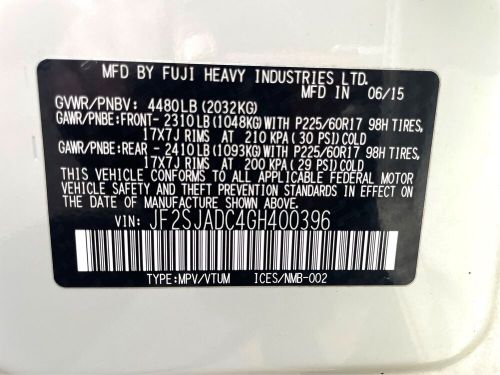 MFD BY FUJI HEAVY INDUSTRIES LTD.
MFD IN 06/15
GVWR/PNBV: 4480LB (2032KG)
GAWR/PNBE:FRONT- 2310LB (1048KG)WITH P225/60R17 98H TIRES,
17X7J RIMS AT 210 KPA (30 PSI)COLD
GAWR/PNBE:REAR - 2410LB (1093KG)WITH P225/60R17 98H TIRES,
17X7J RIMS AT 200 KPA (29 PSI)COLD
THIS VEHICLE CONFORMS TO ALL APPLICABLE FEDERAL MOTOR
VEHICLE SAFETY AND THEFT PREVENTION STANDARDS IN EFFECT ON
DATE OF MANUFACTURE SHOWN ABOVE.
VIN: JF2SJADC4GH400396
TYPE:MPV/VTUM ICES/NMB-002